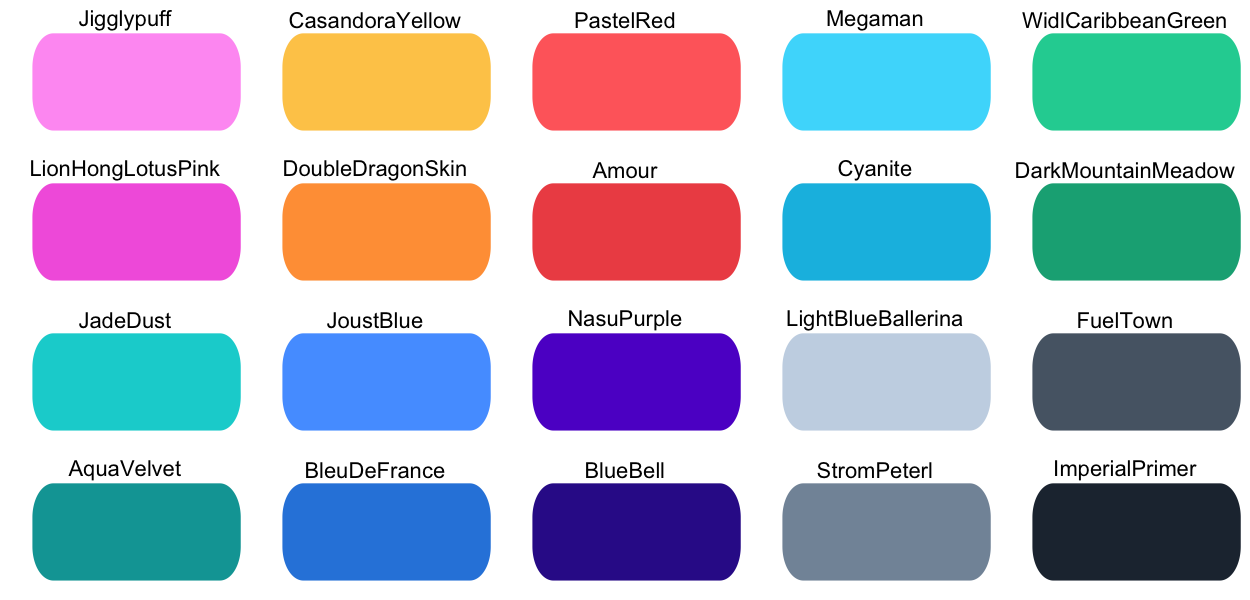 Jigglypuff
CasandoraYellow
PastelRed
Megaman
WidlCaribbeanGreen
LionHongLotusPink
DoubleDragonSkin
Amour
Cyanite
DarkMountainMeadow
JadeDust
JoustBlue
NasuPurple
LightBlueBallerina
FuelTown
AquaVelvet
BleuDeFrance
BlueBell
StromPeterl
ImperialPrimer